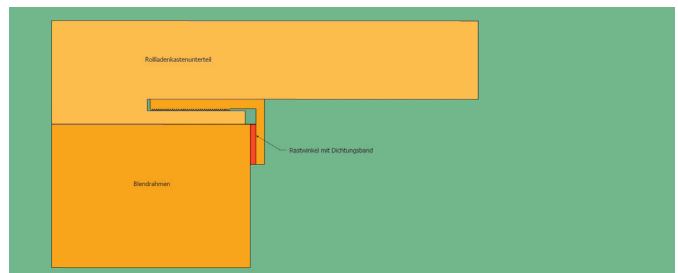 Rollladenkastenunterteil
Rastwinkel mit Dichtungsband
Blendrahmen